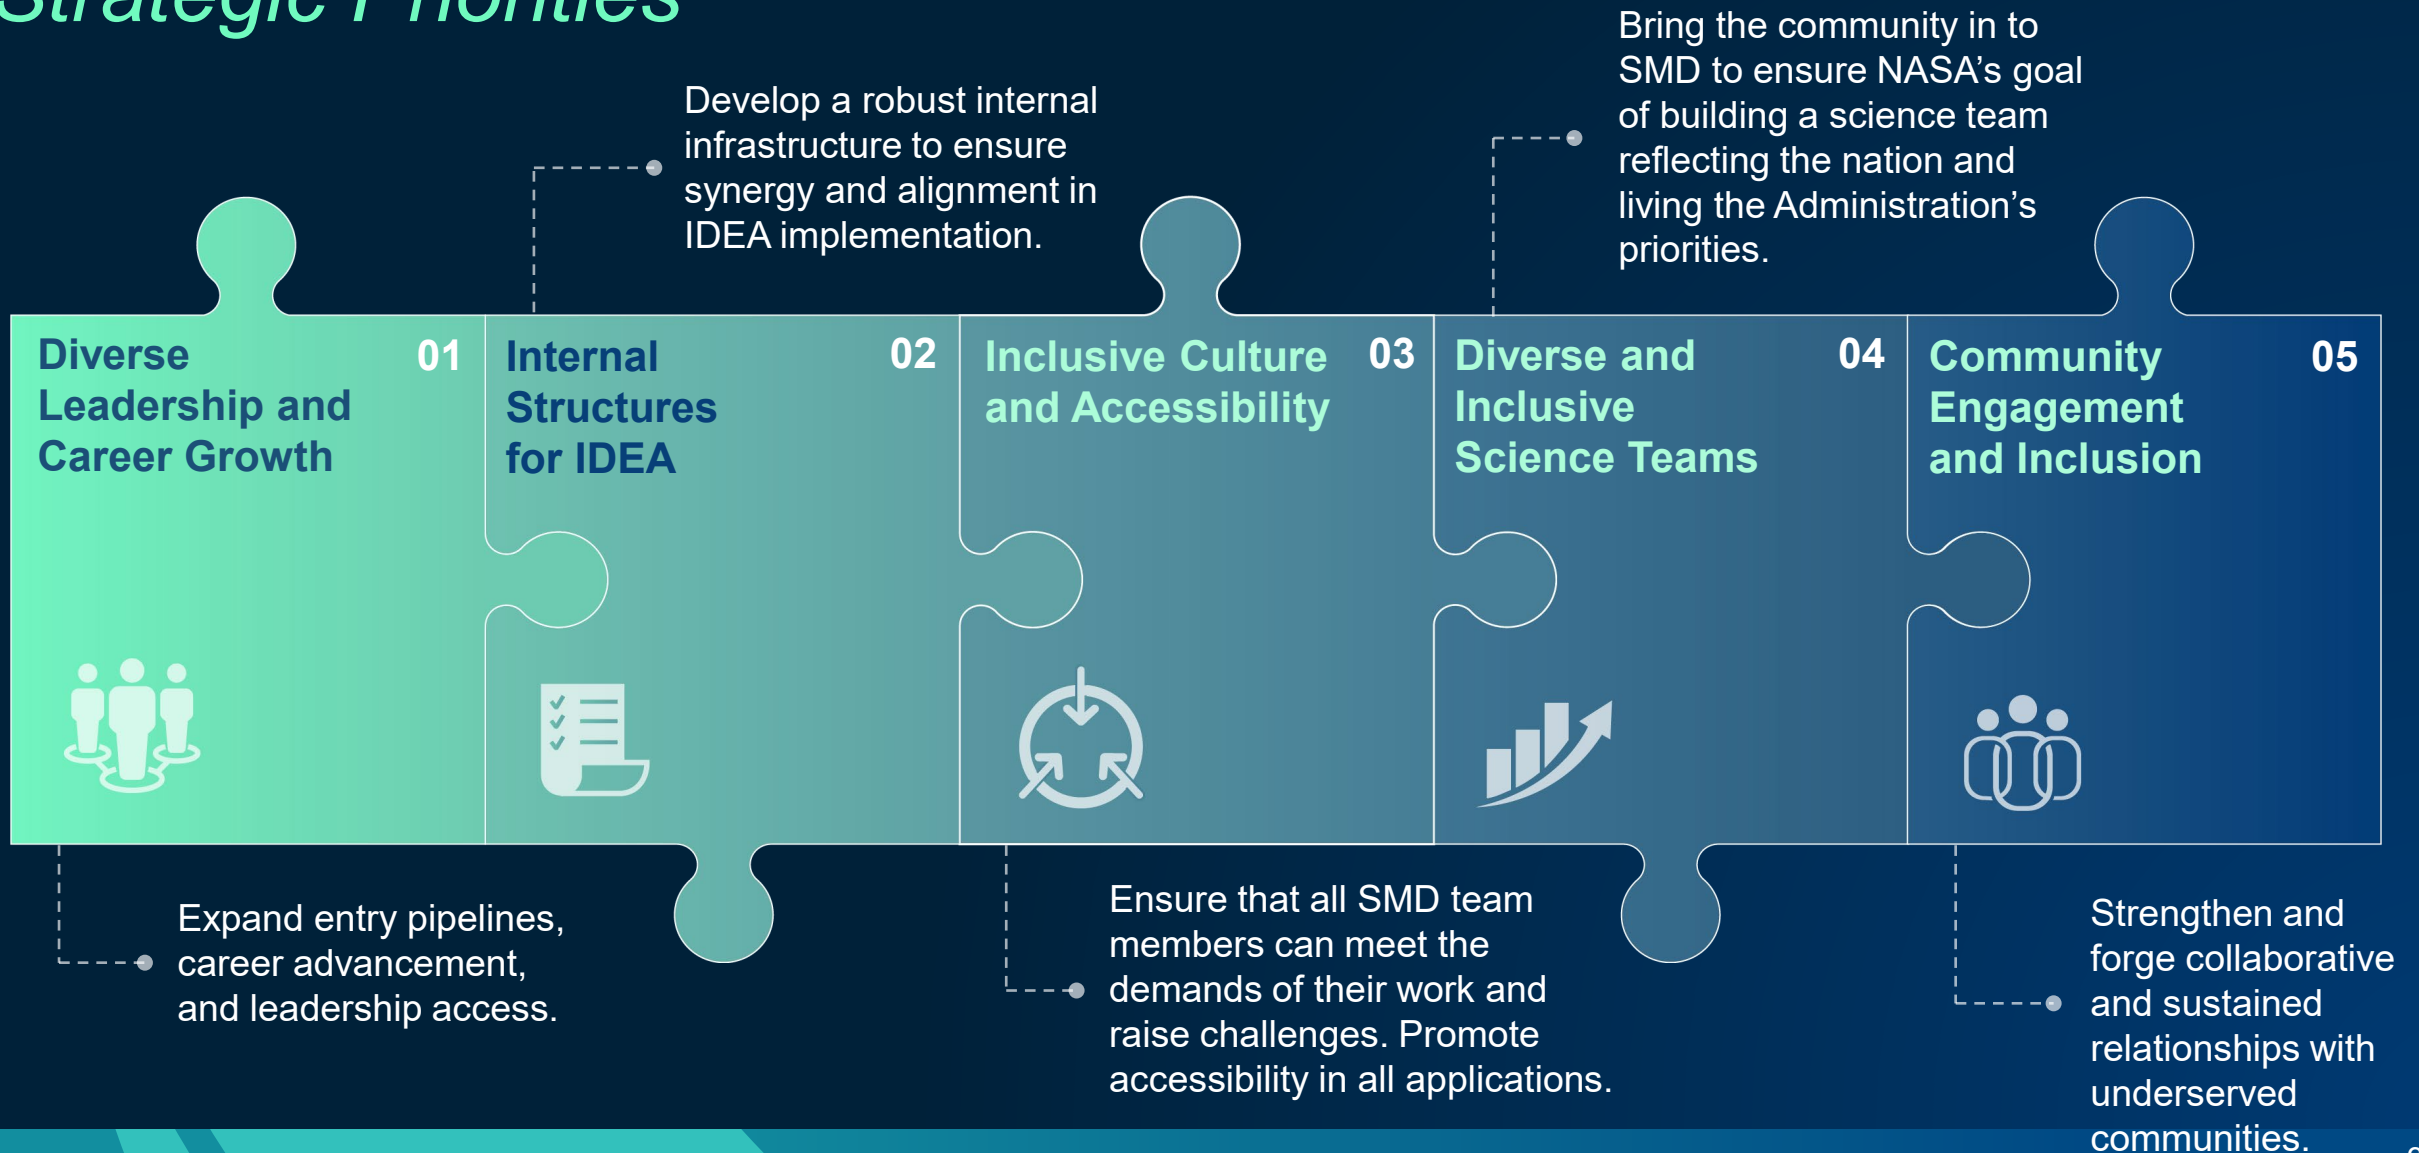 Strategic Priorities
Develop a robust internal
infrastructure to ensure
synergy and alignment in
IDEA implementation.
Bring the community in to
SMD to ensure NASA's goal
of building a science team
reflecting the nation and
living the Administration's
priorities.
Diverse
Leadership and
Career Growth
01
Internal
Structures
for IDEA
02
Inclusive Culture
and Accessibility
03
Diverse and
Inclusive
Science Teams
04
Community
Engagement
and Inclusion
05
Expand entry pipelines,
career advancement,
and leadership access.
Ensure that all SMD team
members can meet the
demands of their work and
raise challenges. Promote
accessibility in all applications.
Strengthen and
forge collaborative
and sustained
relationships with
underserved
communities.